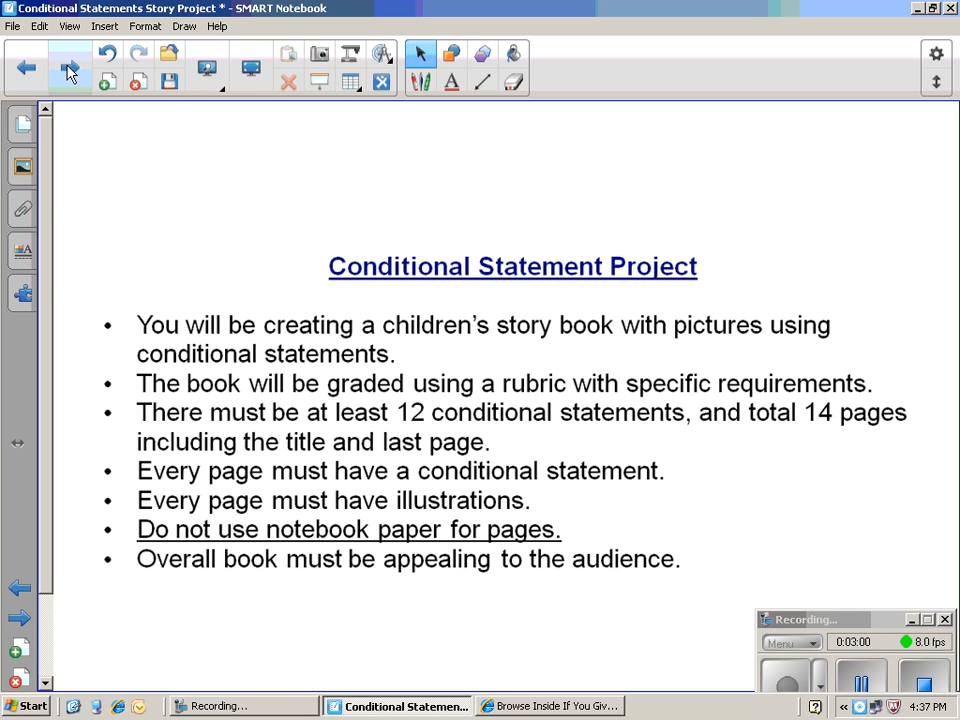 Conditional Statements Story Project * - SMART Notebook
File Edit View Insert Format Draw Help
Conditional Statement Project
• You will be creating a children's story book with pictures using
conditional statements.
• The book will be graded using a rubric with specific requirements.
• There must be at least 12 conditional statements, and total 14 pages
including the title and last page.
• Every page must have a conditional statement.
• Every page must have illustrations.
• Do not use notebook paper for pages.
• Overall book must be appealing to the audience.
Recording...
Menu 0:03:00 8.0 fps
Start Recording... Conditional Statemen... Browse Inside If You Giv... 4:37 PM